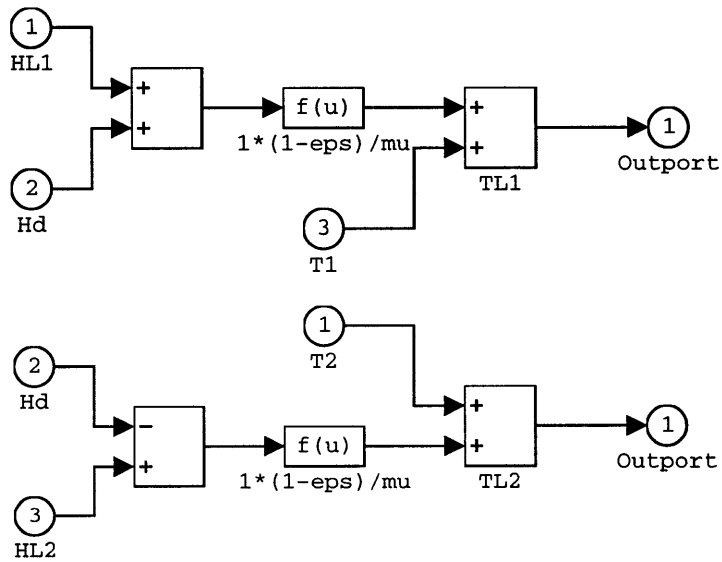 1
HL1
+
+
f(u)
+
+
1
1*(1-eps)/mu
TL1
Outport
2
Hd
3
T1
1
T2
2
Hd
-
+
f(u)
+
+
1
1*(1-eps)/mu
TL2
Outport
3
HL2